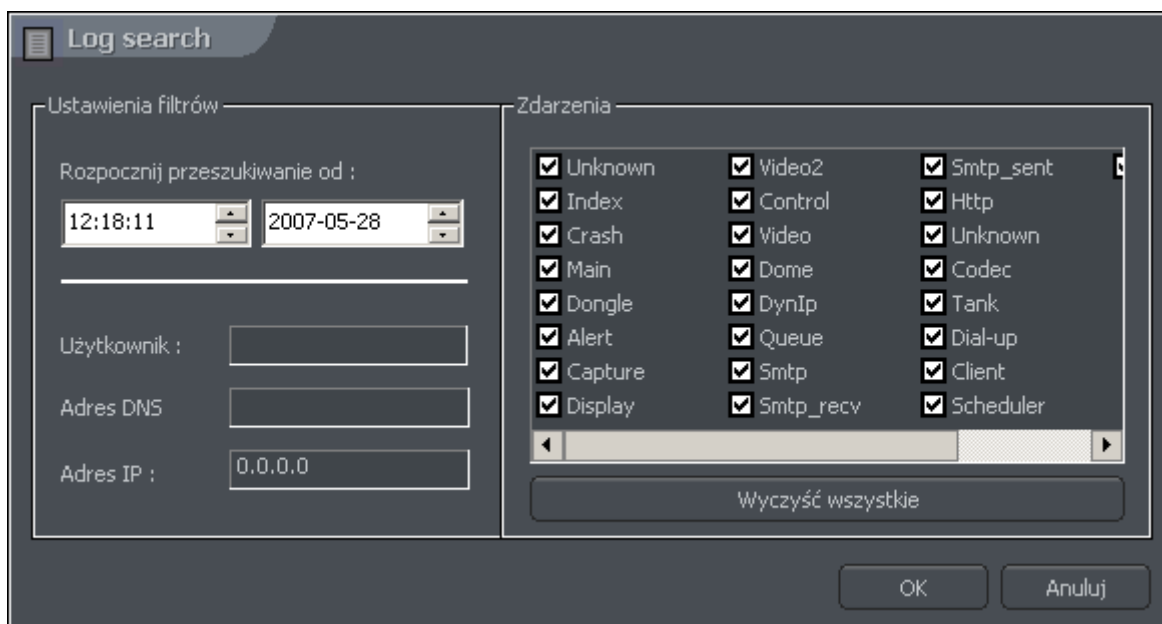 Log search
Ustawienia filtrów
Rozpocznij przeszukiwanie od :
12:18:11 2007-05-28
Użytkownik :
Adres DNS
Adres IP : 0.0.0.0
Zdarzenia
Unknown Video2 Smtp_sent
Index Control Http
Crash Video Unknown
Main Dome Codec
Dongle DynIp Tank
Alert Queue Dial-up
Capture Smtp Client
Display Smtp_recv Scheduler
Wyczyść wszystkie
OK Anuluj